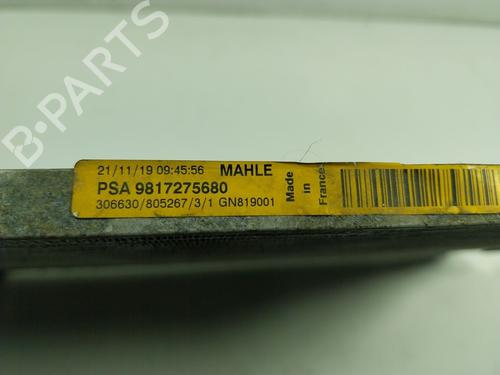 21/11/19 09:45:56 MAHLE
PSA 9817275680
306630/805267/3/1 GN819001
Made
in
France
B-PARTS